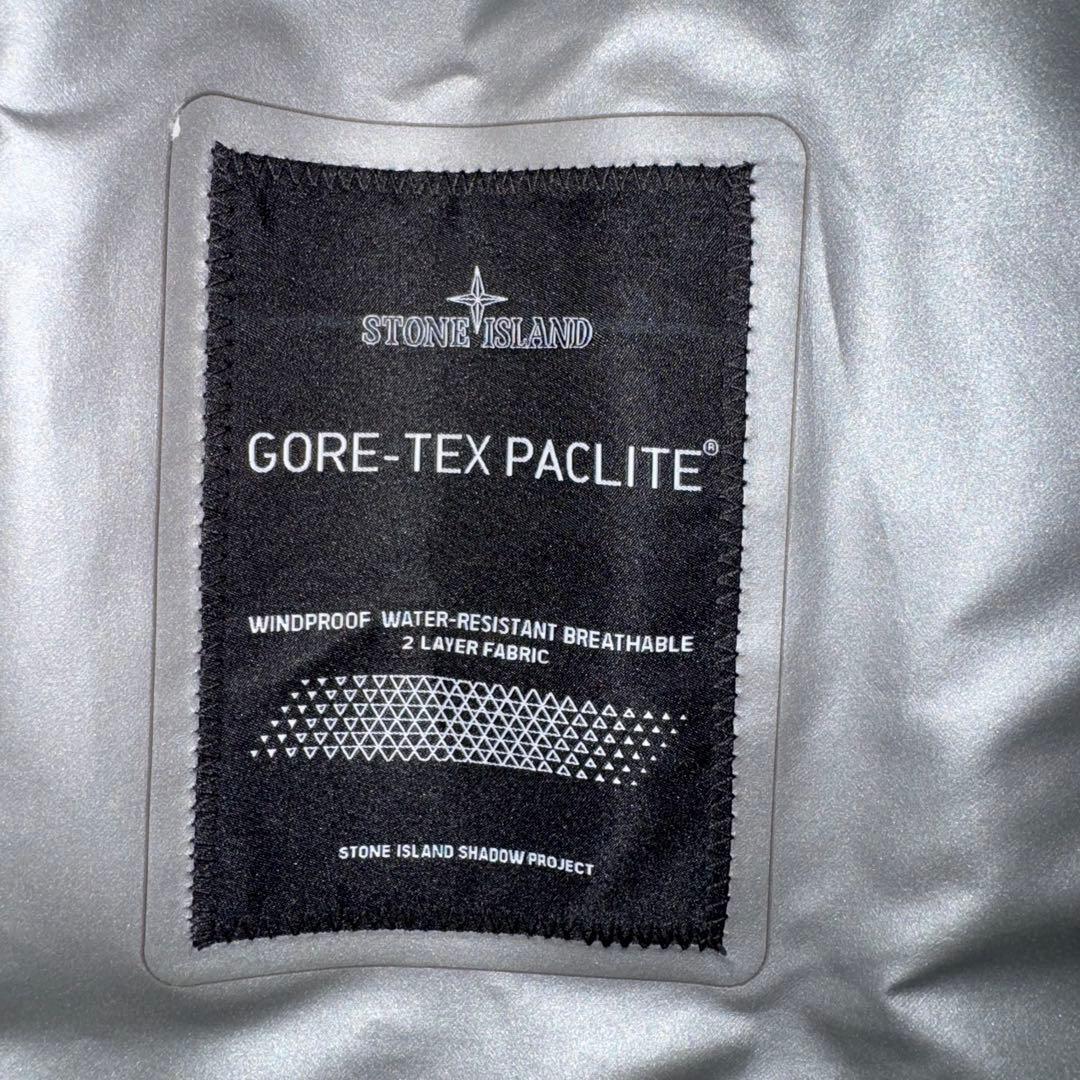 STONE ISLAND
GORE-TEX PACLITE®
WINDPROOF WATER-RESISTANT BREATHABLE
2 LAYER FABRIC
STONE ISLAND SHADOW PROJECT